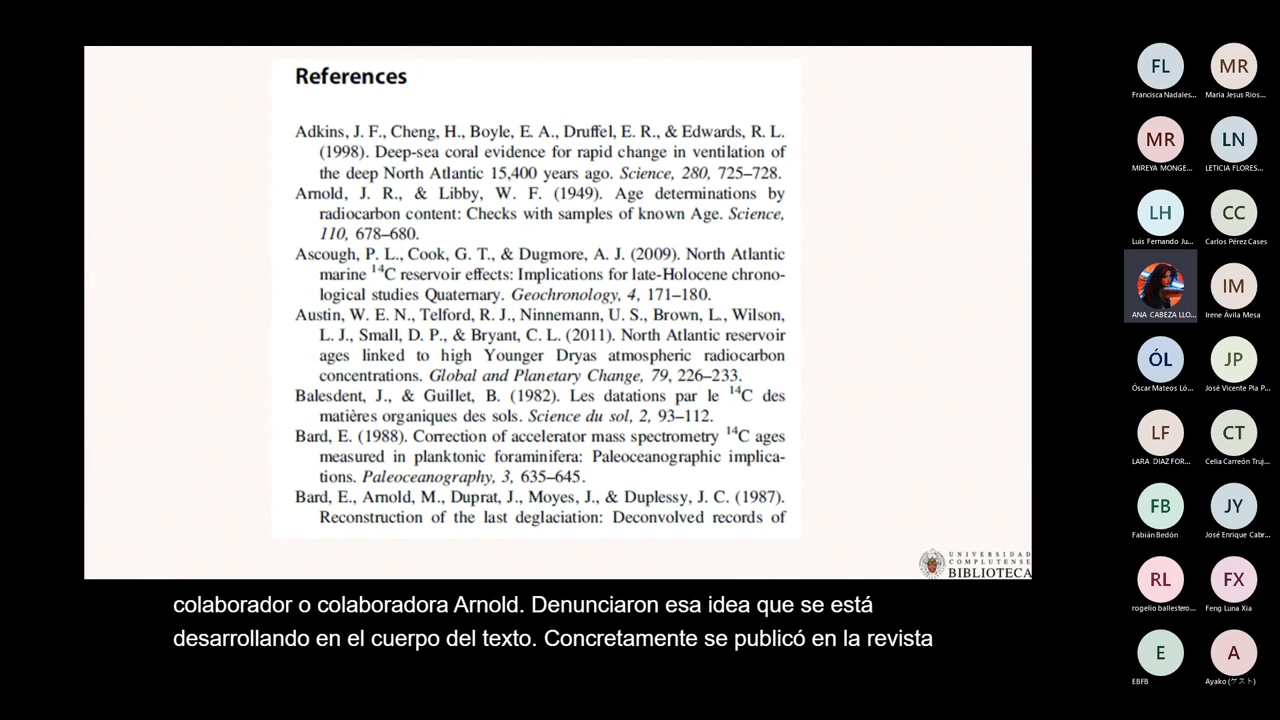 References
Adkins, J. F., Cheng, H., Boyle, E. A., Druffel, E. R., & Edwards, R. L.
(1998). Deep-sea coral evidence for rapid change in ventilation of
the deep North Atlantic 15,400 years ago. Science, 280, 725–728.
Arnold, J. R., & Libby, W. F. (1949). Age determinations by
radiocarbon content: Checks with samples of known Age. Science,
110, 678–680.
Ascough, P. L., Cook, G. T., & Dugmore, A. J. (2009). North Atlantic
marine 14C reservoir effects: Implications for late-Holocene chrono-
logical studies Quaternary. Geochronology, 4, 171–180.
Austin, W. E. N., Telford, R. J., Ninnemann, U. S., Brown, L., Wilson,
L. J., Small, D. P., & Bryant, C. L. (2011). North Atlantic reservoir
ages linked to high Younger Dryas atmospheric radiocarbon
concentrations. Global and Planetary Change, 79, 226–233.
Balesdent, J., & Guillet, B. (1982). Les datations par le 14C des
matières organiques des sols. Science du sol, 2, 93–112.
Bard, E. (1988). Correction of accelerator mass spectrometry 14C ages
measured in planktonic foraminifera: Paleoceanographic implica-
tions. Paleoceanography, 3, 635–645.
Bard, E., Arnold, M., Duprat, J., Moyes, J., & Duplessy, J. C. (1987).
Reconstruction of the last deglaciation: Deconvolved records of
UNIVERSIDAD
COMPLUTENSE
BIBLIOTECA
colaborador o colaboradora Arnold. Denunciaron esa idea que se está
desarrollando en el cuerpo del texto. Concretamente se publicó en la revista
FL
Francisca Nadales...
MR
Maria Jesus Ríos...
MR
MIREYA MONGE...
LN
LETICIA FLORES...
LH
Luis Fernando Ju...
CC
Carlos Pérez Cases
ANA CABEZA LLO...
IM
Irene Ávila Mesa
ÓL
Óscar Mateos Ló...
JP
José Vicente Pla P...
LF
LARA DIAZ FOR...
CT
Celia Carreón Truj...
FB
Fabián Bedón
JY
José Enrique Cabr...
RL
rogelio ballestero...
FX
Feng Luna Xia
E
EBFB
A
Ayako (ゲスト)